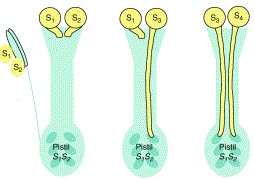 S1 S2 S1 S3 S3 S4
S1
S2
Pistil Pistil Pistil
S1S2 S1S2 S1S2